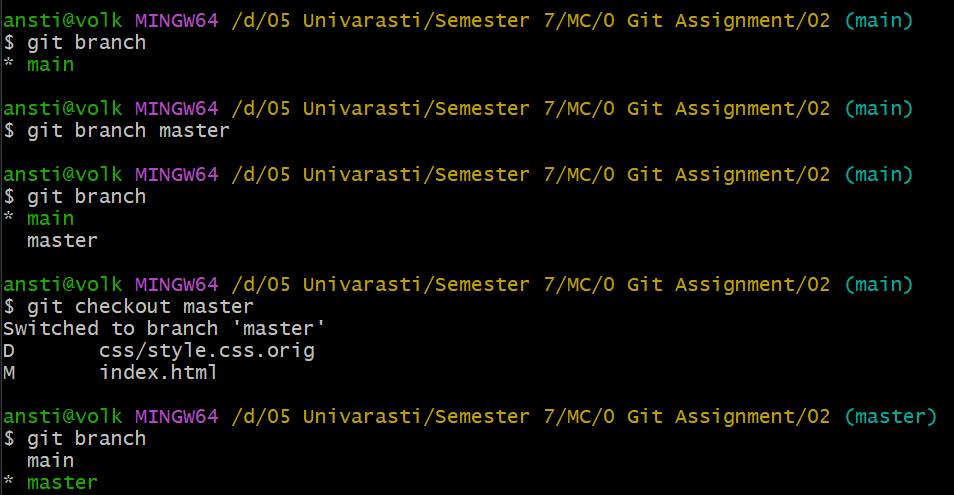 ansti@volk MINGW64 /d/05 Univarasti/Semester 7/MC/0 Git Assignment/02 (main)
$ git branch
* main
ansti@volk MINGW64 /d/05 Univarasti/Semester 7/MC/0 Git Assignment/02 (main)
$ git branch master
ansti@volk MINGW64 /d/05 Univarasti/Semester 7/MC/0 Git Assignment/02 (main)
$ git branch
* main
  master
ansti@volk MINGW64 /d/05 Univarasti/Semester 7/MC/0 Git Assignment/02 (main)
$ git checkout master
Switched to branch 'master'
D       css/style.css.orig
M       index.html
ansti@volk MINGW64 /d/05 Univarasti/Semester 7/MC/0 Git Assignment/02 (master)
$ git branch
  main
* master